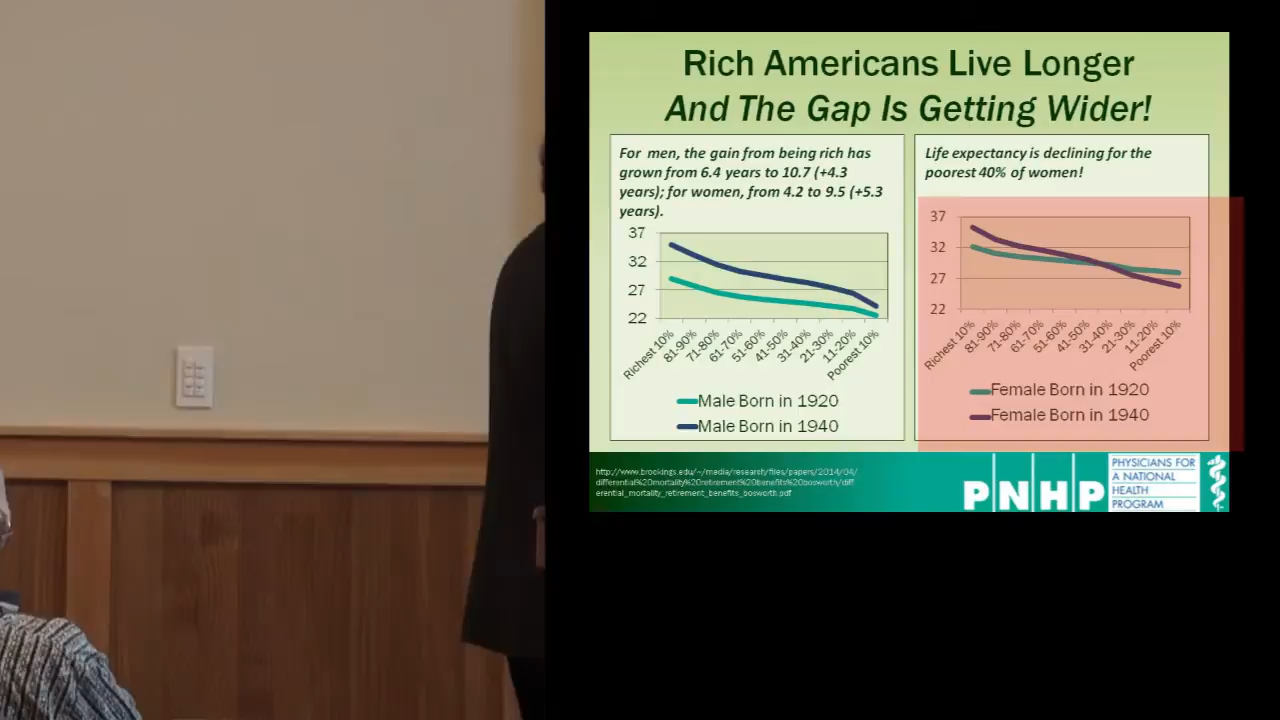 Rich Americans Live Longer
And The Gap Is Getting Wider!
For men, the gain from being rich has
grown from 6.4 years to 10.7 (+4.3
years); for women, from 4.2 to 9.5 (+5.3
years).
37
32
27
22
Richest 10%
81-90%
71-80%
61-70%
51-60%
41-50%
31-40%
21-30%
11-20%
Poorest 10%
Male Born in 1920
Male Born in 1940
Life expectancy is declining for the
poorest 40% of women!
37
32
27
22
Richest 10%
81-90%
71-80%
61-70%
51-60%
41-50%
31-40%
21-30%
11-20%
Poorest 10%
Female Born in 1920
Female Born in 1940
http://www.brookings.edu/~/media/research/files/papers/2014/04/
differential%20mortality%20retirement%20benefits%20bosworth/diff
erential_mortality_retirement_benefits_bosworth.pdf
PNHP
PHYSICIANS FOR
A NATIONAL
HEALTH
PROGRAM